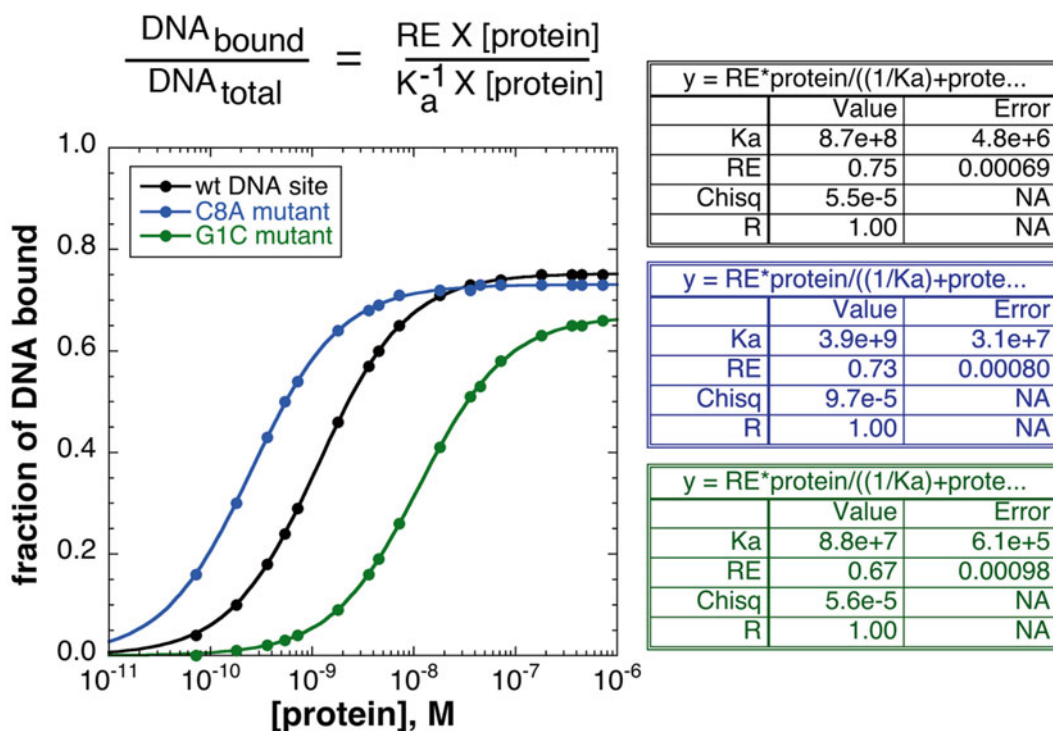 DNAbound / DNAtotal = RE X [protein] / Ka-1 X [protein]
y = RE*protein/((1/Ka)+prote...
Value Error
Ka 8.7e+8 4.8e+6
RE 0.75 0.00069
Chisq 5.5e-5 NA
R 1.00 NA
y = RE*protein/((1/Ka)+prote...
Value Error
Ka 3.9e+9 3.1e+7
RE 0.73 0.00080
Chisq 9.7e-5 NA
R 1.00 NA
y = RE*protein/((1/Ka)+prote...
Value Error
Ka 8.8e+7 6.1e+5
RE 0.67 0.00098
Chisq 5.6e-5 NA
R 1.00 NA
wt DNA site
C8A mutant
G1C mutant
fraction of DNA bound
1.0
0.8
0.6
0.4
0.2
0.0
10-11 10-10 10-9 10-8 10-7 10-6
[protein], M